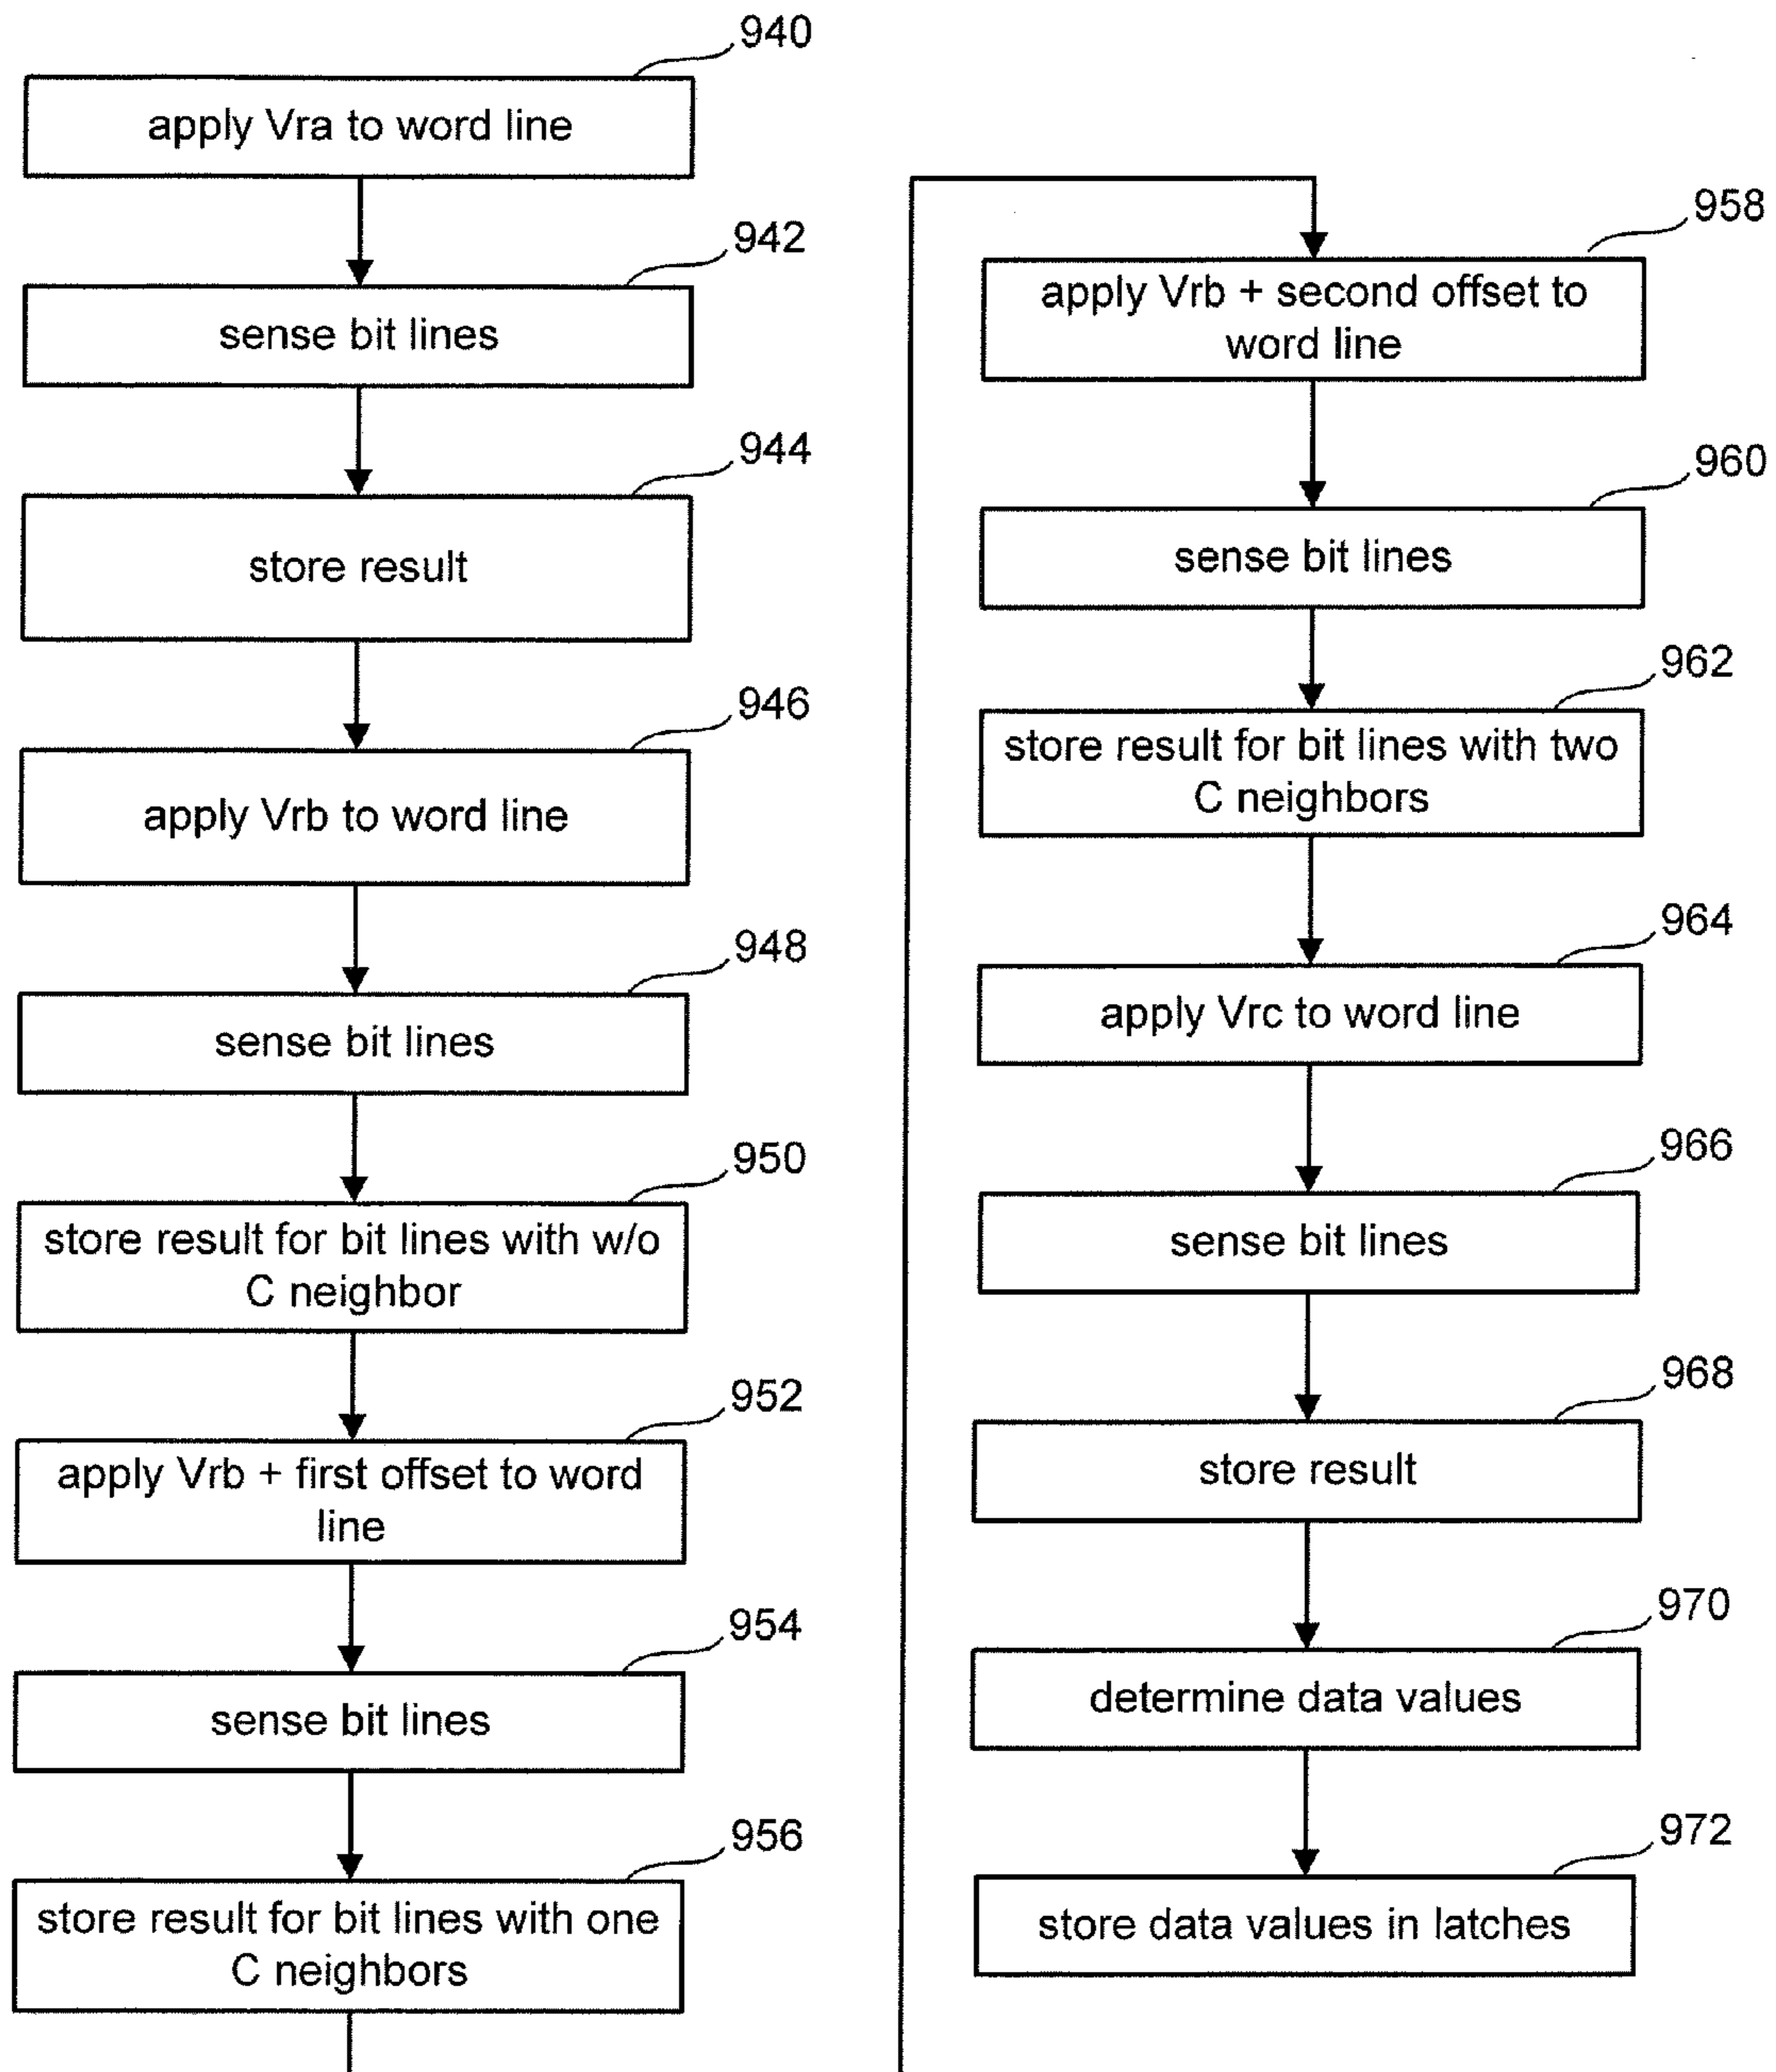 940
apply Vra to word line
942
sense bit lines
944
store result
946
apply Vrb to word line
948
sense bit lines
950
store result for bit lines with w/o
C neighbor
952
apply Vrb + first offset to word
line
954
sense bit lines
956
store result for bit lines with one
C neighbors
958
apply Vrb + second offset to
word line
960
sense bit lines
962
store result for bit lines with two
C neighbors
964
apply Vrc to word line
966
sense bit lines
968
store result
970
determine data values
972
store data values in latches